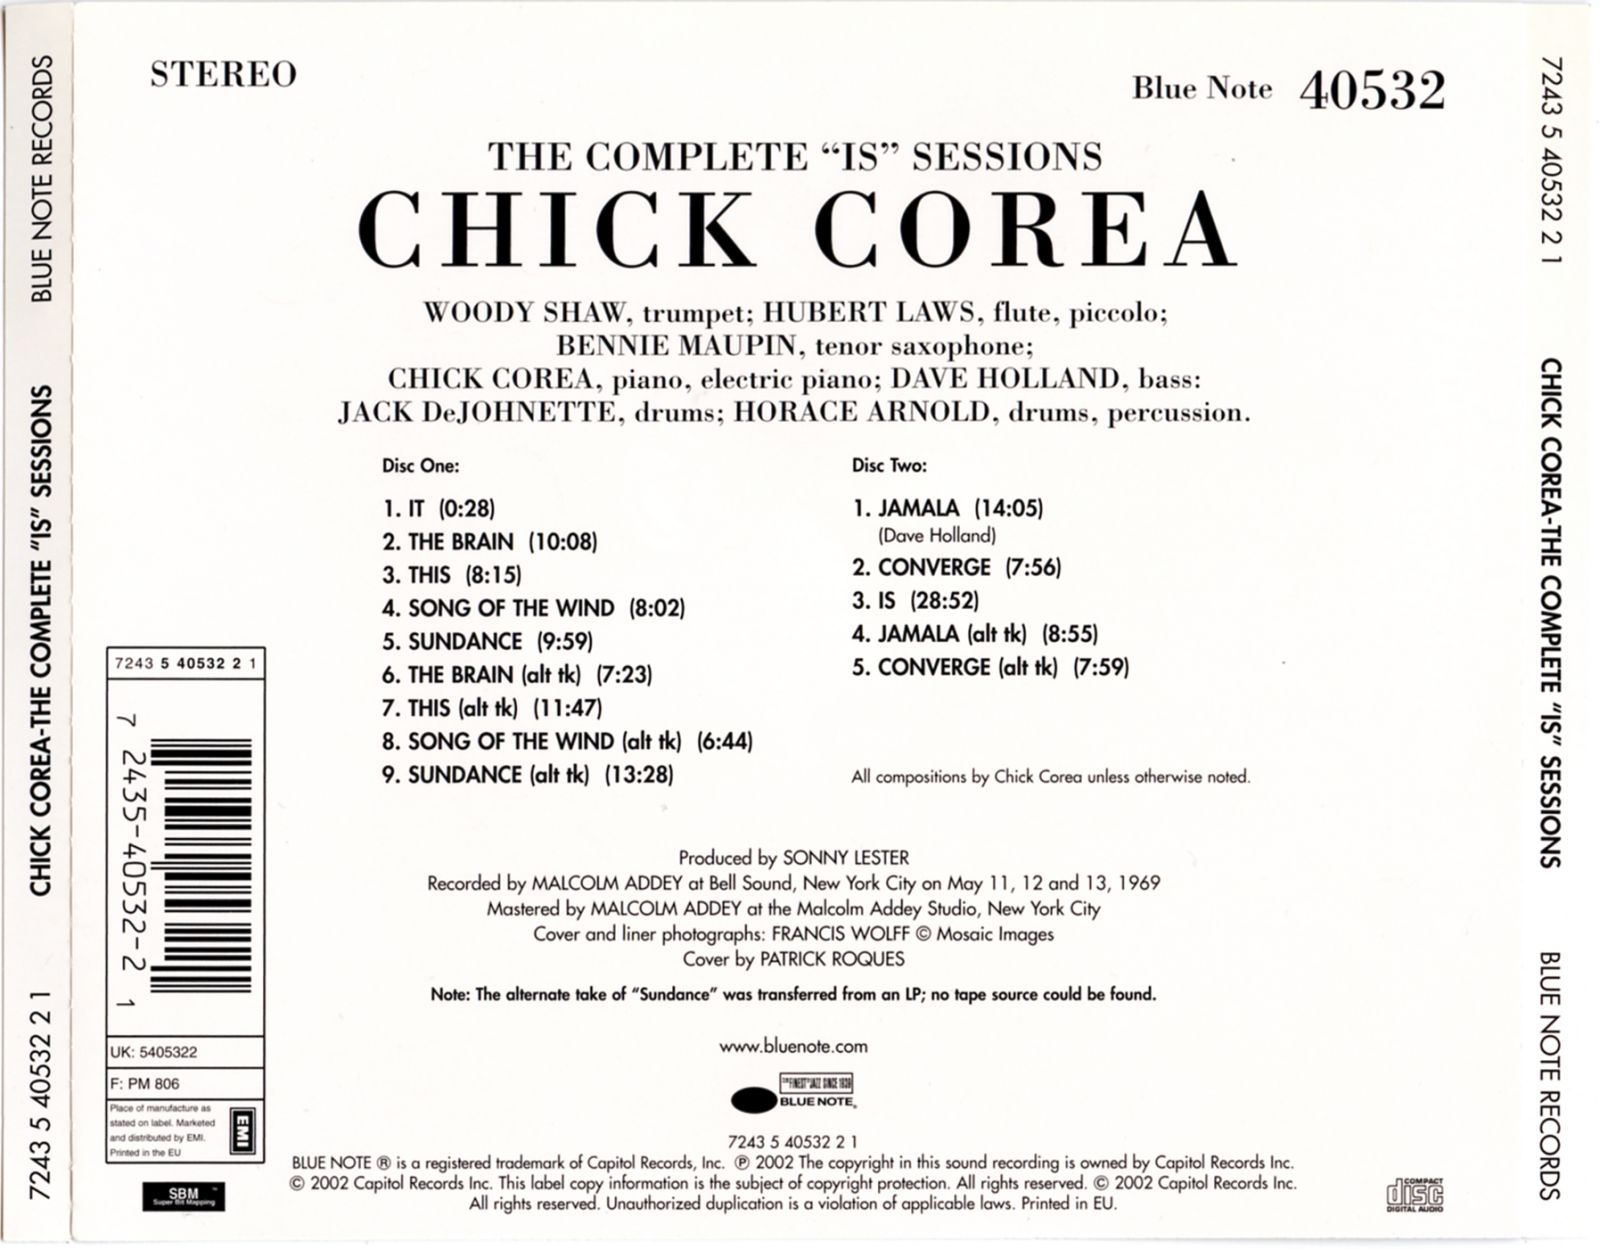 STEREO
Blue Note 40532
THE COMPLETE “IS” SESSIONS
CHICK COREA
WOODY SHAW, trumpet; HUBERT LAWS, flute, piccolo;
BENNIE MAUPIN, tenor saxophone;
CHICK COREA, piano, electric piano; DAVE HOLLAND, bass:
JACK DeJOHNETTE, drums; HORACE ARNOLD, drums, percussion.
Disc One:
1. IT (0:28)
2. THE BRAIN (10:08)
3. THIS (8:15)
4. SONG OF THE WIND (8:02)
5. SUNDANCE (9:59)
6. THE BRAIN (alt tk) (7:23)
7. THIS (alt tk) (11:47)
8. SONG OF THE WIND (alt tk) (6:44)
9. SUNDANCE (alt tk) (13:28)
Disc Two:
1. JAMALA (14:05)
(Dave Holland)
2. CONVERGE (7:56)
3. IS (28:52)
4. JAMALA (alt tk) (8:55)
5. CONVERGE (alt tk) (7:59)
All compositions by Chick Corea unless otherwise noted.
Produced by SONNY LESTER
Recorded by MALCOLM ADDEY at Bell Sound, New York City on May 11, 12 and 13, 1969
Mastered by MALCOLM ADDEY at the Malcolm Addey Studio, New York City
Cover and liner photographs: FRANCIS WOLFF © Mosaic Images
Cover by PATRICK ROQUES
Note: The alternate take of “Sundance” was transferred from an LP; no tape source could be found.
www.bluenote.com
THE FINEST IN JAZZ SINCE 1939
BLUE NOTE®
7243 5 40532 2 1
BLUE NOTE ® is a registered trademark of Capitol Records, Inc. ℗ 2002 The copyright in this sound recording is owned by Capitol Records Inc.
© 2002 Capitol Records Inc. This label copy information is the subject of copyright protection. All rights reserved. © 2002 Capitol Records Inc.
All rights reserved. Unauthorized duplication is a violation of applicable laws. Printed in EU.
7243 5 40532 2 1
7 2435-40532-2 1
UK: 5405322
F: PM 806
Place of manufacture as
stated on label. Marketed
and distributed by EMI.
Printed in the EU
EMI
SBM™
Super Bit Mapping
COMPACT
disc
DIGITAL AUDIO
7243 5 40532 2 1 CHICK COREA-THE COMPLETE “IS” SESSIONS BLUE NOTE RECORDS
7243 5 40532 2 1 CHICK COREA-THE COMPLETE “IS” SESSIONS BLUE NOTE RECORDS